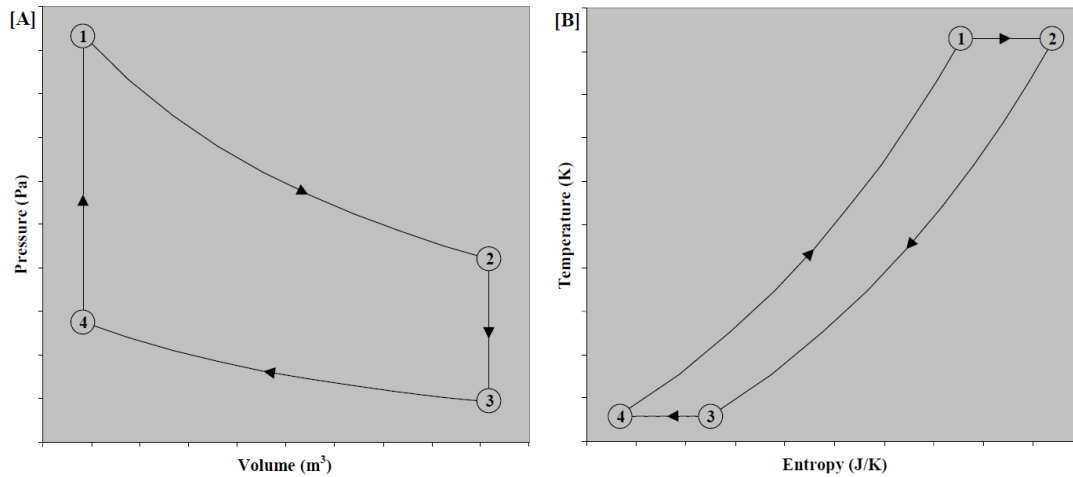 [A]
1
2
3
4
Pressure (Pa)
Volume (m³)
[B]
1
2
3
4
Temperature (K)
Entropy (J/K)